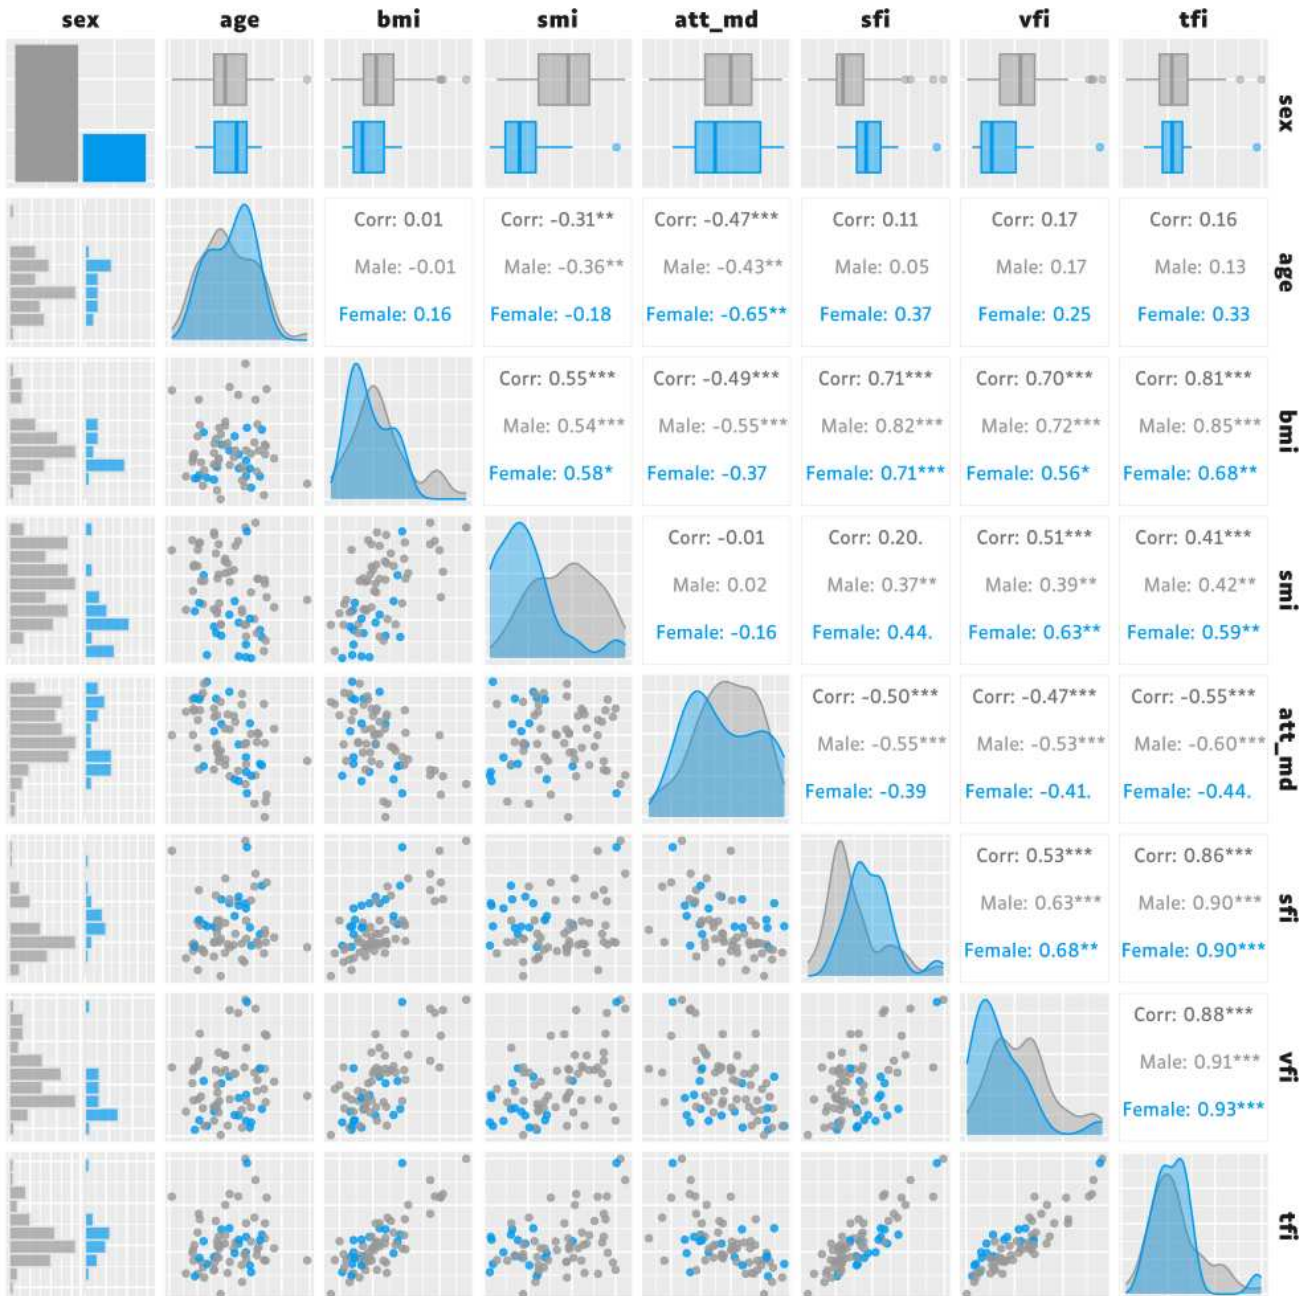 sex age bmi smi att_md sfi vfi tfi
sex
Corr: 0.01 Corr: -0.31** Corr: -0.47*** Corr: 0.11 Corr: 0.17 Corr: 0.16
Male: -0.01 Male: -0.36** Male: -0.43** Male: 0.05 Male: 0.17 Male: 0.13
Female: 0.16 Female: -0.18 Female: -0.65** Female: 0.37 Female: 0.25 Female: 0.33
age
Corr: 0.55*** Corr: -0.49*** Corr: 0.71*** Corr: 0.70*** Corr: 0.81***
Male: 0.54*** Male: -0.55*** Male: 0.82*** Male: 0.72*** Male: 0.85***
Female: 0.58* Female: -0.37 Female: 0.71*** Female: 0.56* Female: 0.68**
bmi
Corr: -0.01 Corr: 0.20. Corr: 0.51*** Corr: 0.41***
Male: 0.02 Male: 0.37** Male: 0.39** Male: 0.42**
Female: -0.16 Female: 0.44. Female: 0.63** Female: 0.59**
smi
Corr: -0.50*** Corr: -0.47*** Corr: -0.55***
Male: -0.55*** Male: -0.53*** Male: -0.60***
Female: -0.39 Female: -0.41. Female: -0.44.
att_md
Corr: 0.53*** Corr: 0.86***
Male: 0.63*** Male: 0.90***
Female: 0.68** Female: 0.90***
sfi
Corr: 0.88***
Male: 0.91***
Female: 0.93***
vfi
tfi